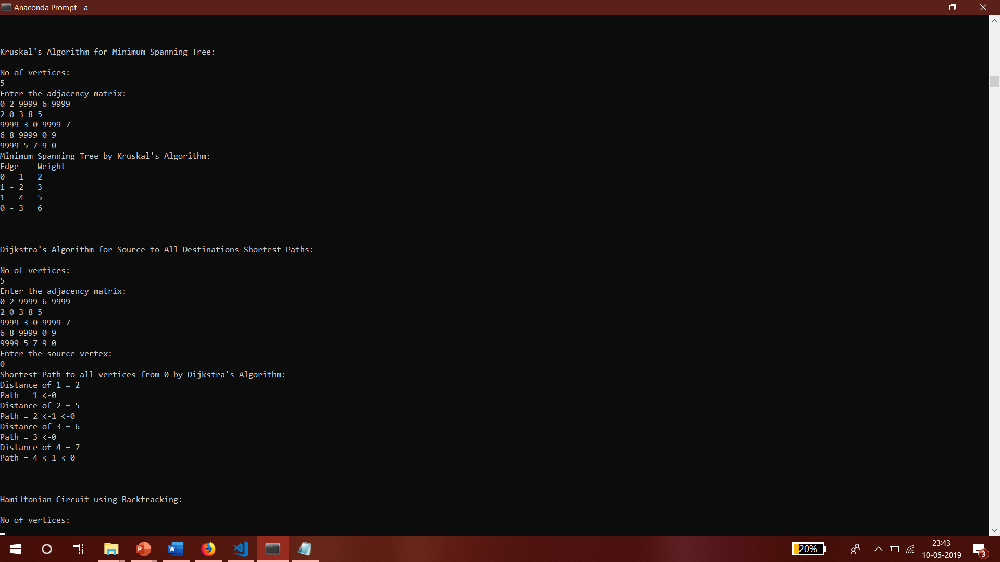 Anaconda Prompt - a
Kruskal's Algorithm for Minimum Spanning Tree:
No of vertices:
5
Enter the adjacency matrix:
0 2 9999 6 9999
2 0 3 8 5
9999 3 0 9999 7
6 8 9999 0 9
9999 5 7 9 0
Minimum Spanning Tree by Kruskal's Algorithm:
Edge    Weight
0 - 1   2
1 - 2   3
1 - 4   5
0 - 3   6
Dijkstra's Algorithm for Source to All Destinations Shortest Paths:
No of vertices:
5
Enter the adjacency matrix:
0 2 9999 6 9999
2 0 3 8 5
9999 3 0 9999 7
6 8 9999 0 9
9999 5 7 9 0
Enter the source vertex:
0
Shortest Path to all vertices from 0 by Dijkstra's Algorithm:
Distance of 1 = 2
Path = 1 <-0
Distance of 2 = 5
Path = 2 <-1 <-0
Distance of 3 = 6
Path = 3 <-0
Distance of 4 = 7
Path = 4 <-1 <-0
Hamiltonian Circuit using Backtracking:
No of vertices:
20%
23:43
10-05-2019
3